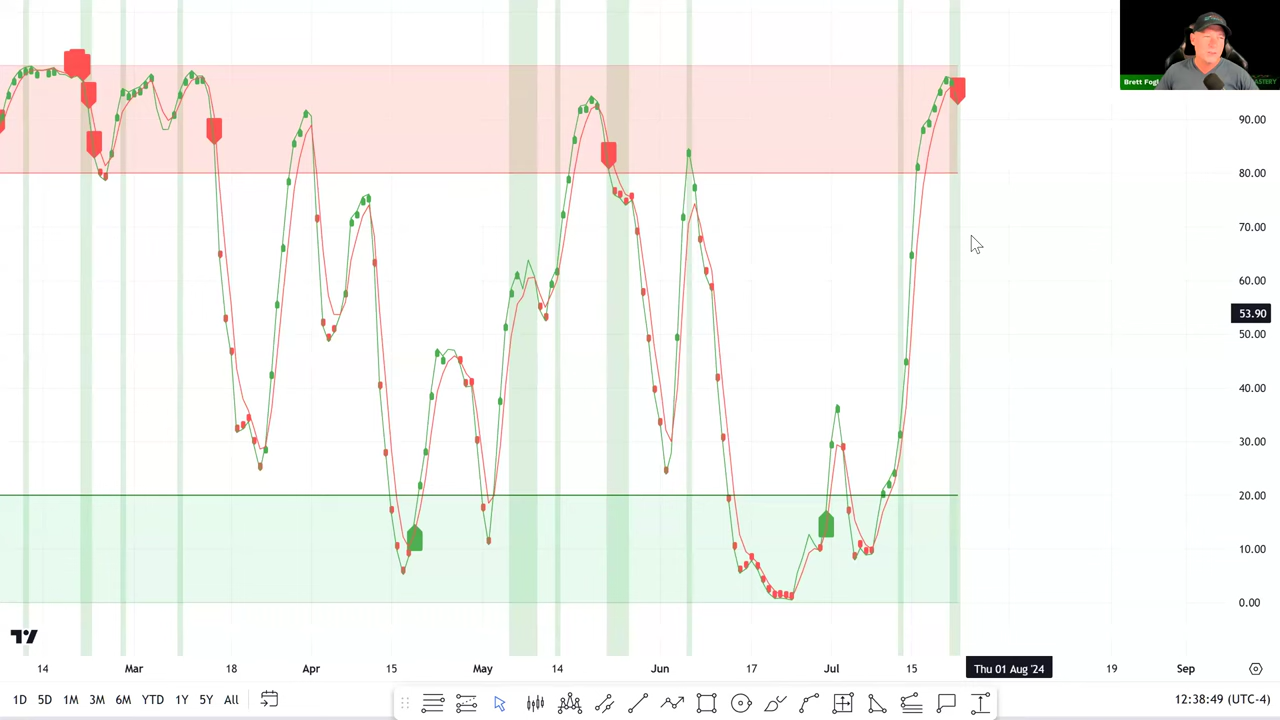 Brett Fogl
ASTERY
90.00
80.00
70.00
60.00
53.90
50.00
40.00
30.00
20.00
10.00
0.00
14 Mar 18 Apr 15 May 14 Jun 17 Jul 15 Thu 01 Aug '24 19 Sep
1D 5D 1M 3M 6M YTD 1Y 5Y All
12:38:49 (UTC-4)